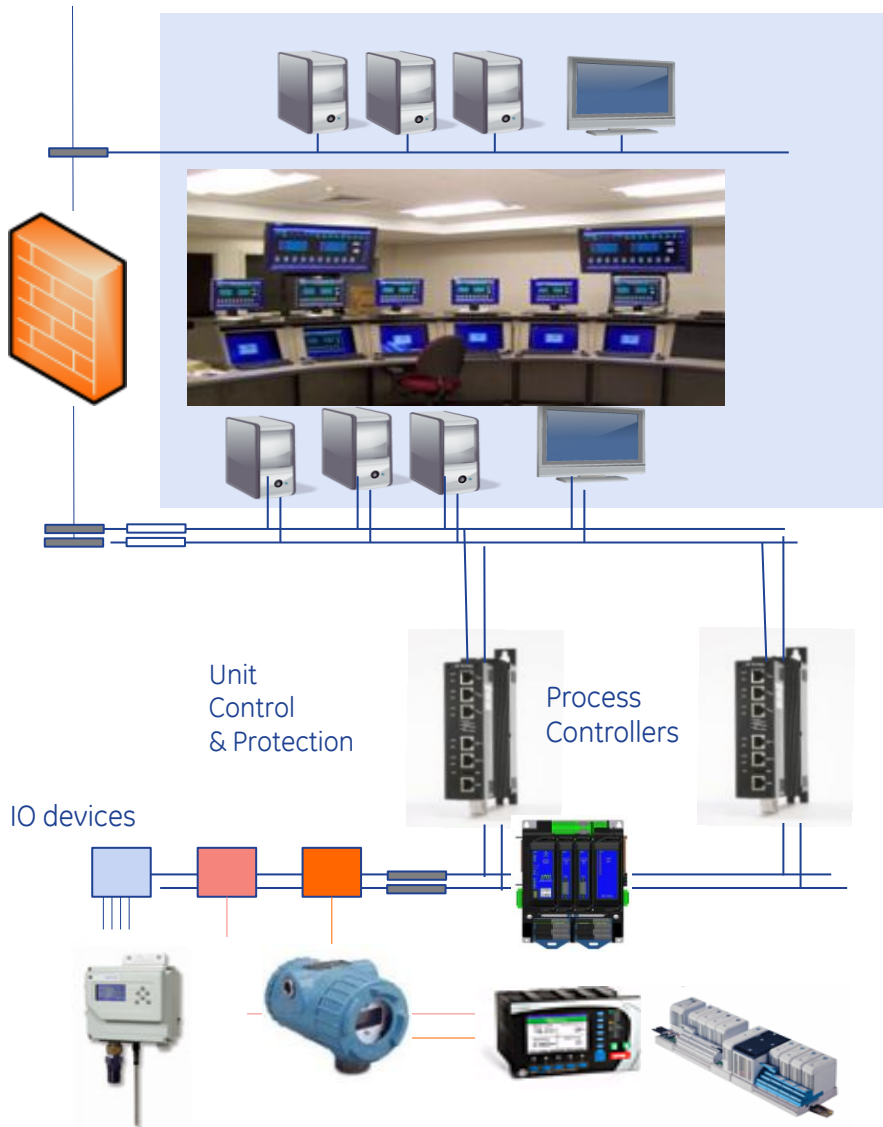 Unit
Control
& Protection
Process
Controllers
IO devices